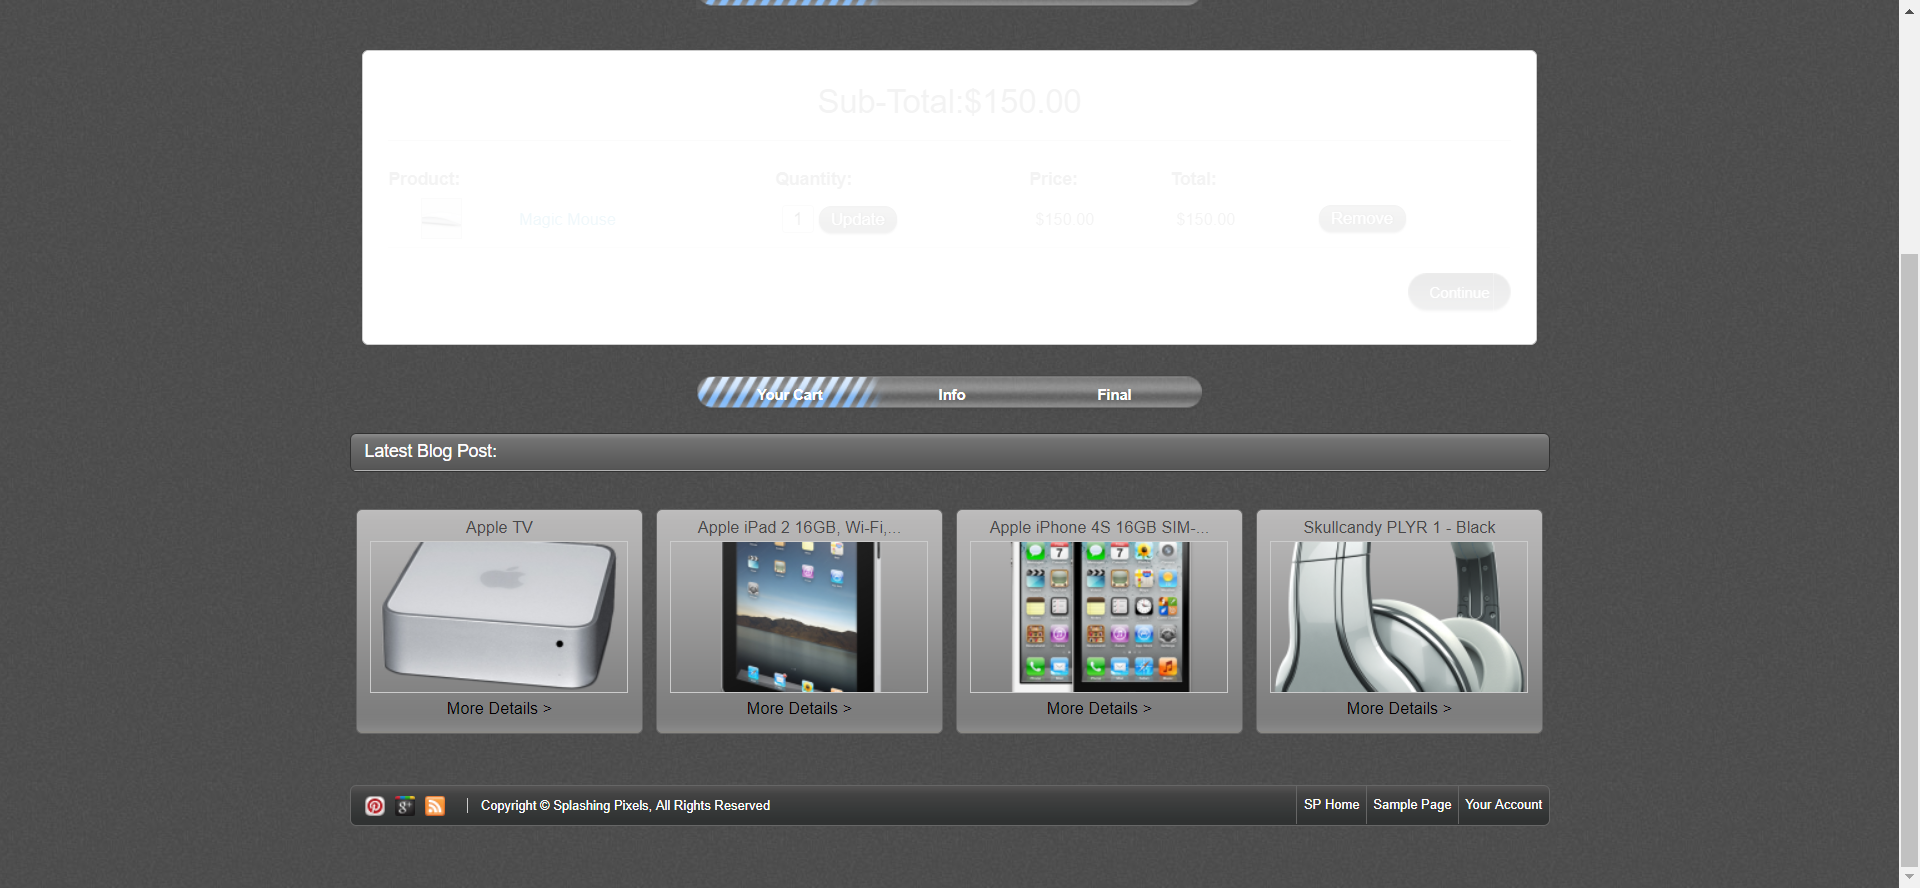 Sub-Total:$150.00
Product: Quantity: Price: Total:
Magic Mouse 1 Update $150.00 $150.00 Remove
Continue
Your Cart Info Final
Latest Blog Post:
Apple TV Apple iPad 2 16GB, Wi-Fi,... Apple iPhone 4S 16GB SIM-... Skullcandy PLYR 1 - Black
More Details > More Details > More Details > More Details >
Copyright © Splashing Pixels, All Rights Reserved SP Home Sample Page Your Account